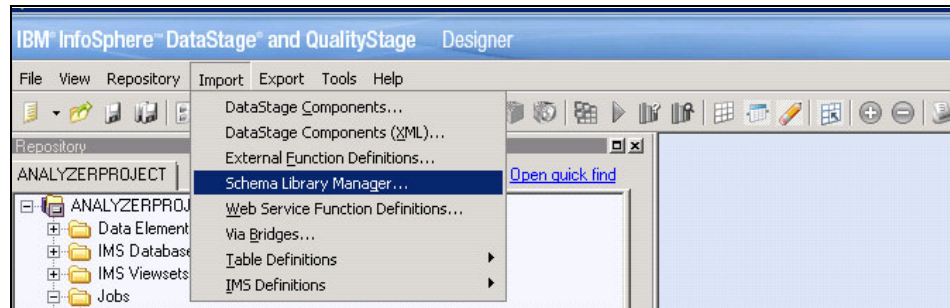 IBM® InfoSphere™ DataStage® and QualityStage Designer
File View Repository Import Export Tools Help
DataStage Components...
DataStage Components (XML)...
External Function Definitions...
Schema Library Manager...
Web Service Function Definitions...
Via Bridges...
Table Definitions
IMS Definitions
Repository
ANALYZERPROJECT
Open quick find
ANALYZERPROJ
Data Element
IMS Database
IMS Viewsets
Jobs